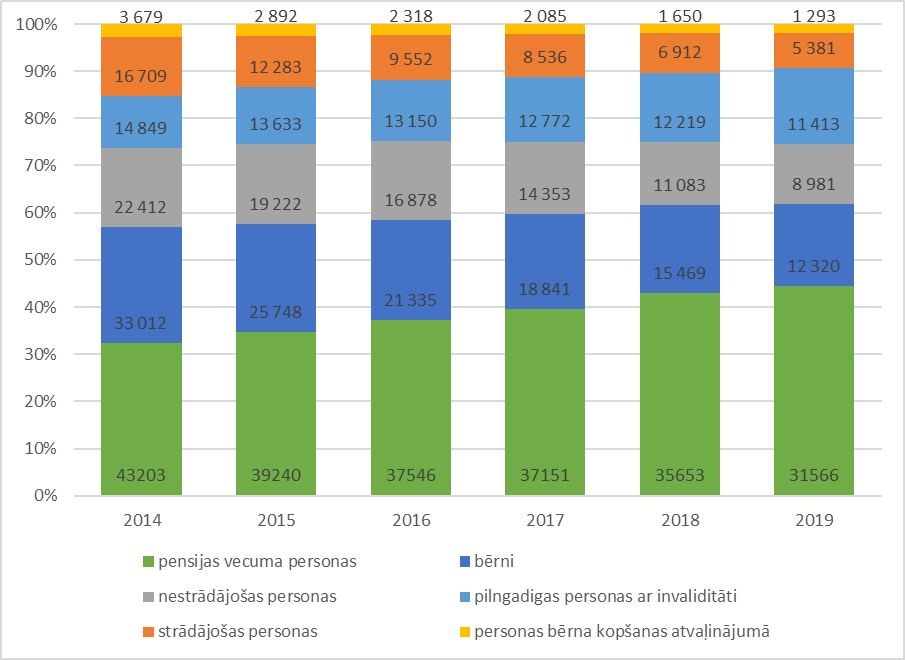 3 679 2 892 2 318 2 085 1 650 1 293
100%
90%
80%
70%
60%
50%
40%
30%
20%
10%
0%
16 709 12 283 9 552 8 536 6 912 5 381
14 849 13 633 13 150 12 772 12 219 11 413
22 412 19 222 16 878 14 353 11 083 8 981
33 012 25 748 21 335 18 841 15 469 12 320
43203 39240 37546 37151 35653 31566
2014 2015 2016 2017 2018 2019
pensijas vecuma personas bērni
nestrādājošas personas pilngadigas personas ar invaliditāti
strādājošas personas personas bērna kopšanas atvaļinājumā